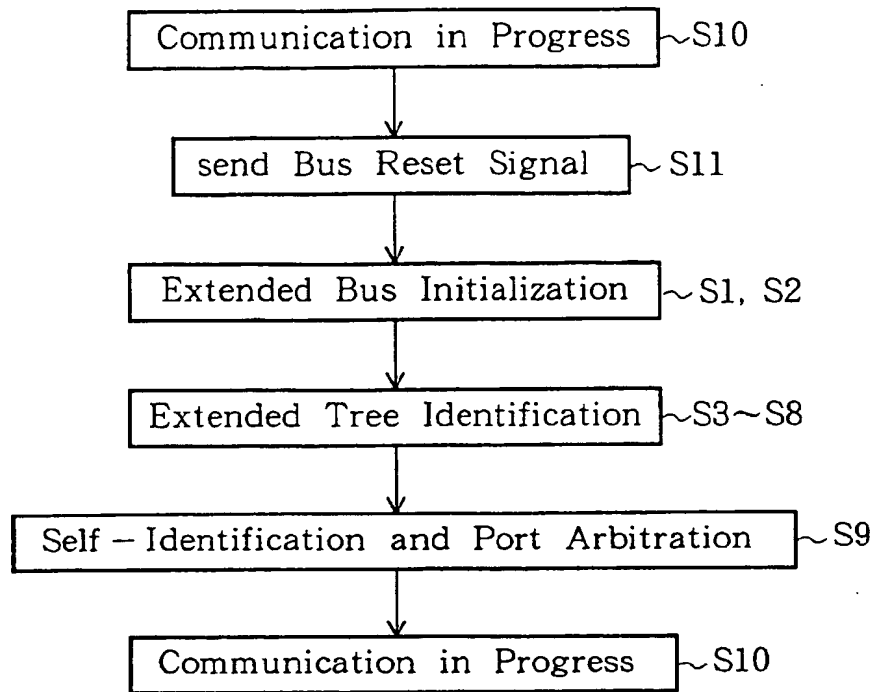 Communication in Progress ~S10
send Bus Reset Signal ~S11
Extended Bus Initialization ~S1, S2
Extended Tree Identification ~S3~S8
Self-Identification and Port Arbitration ~S9
Communication in Progress ~S10